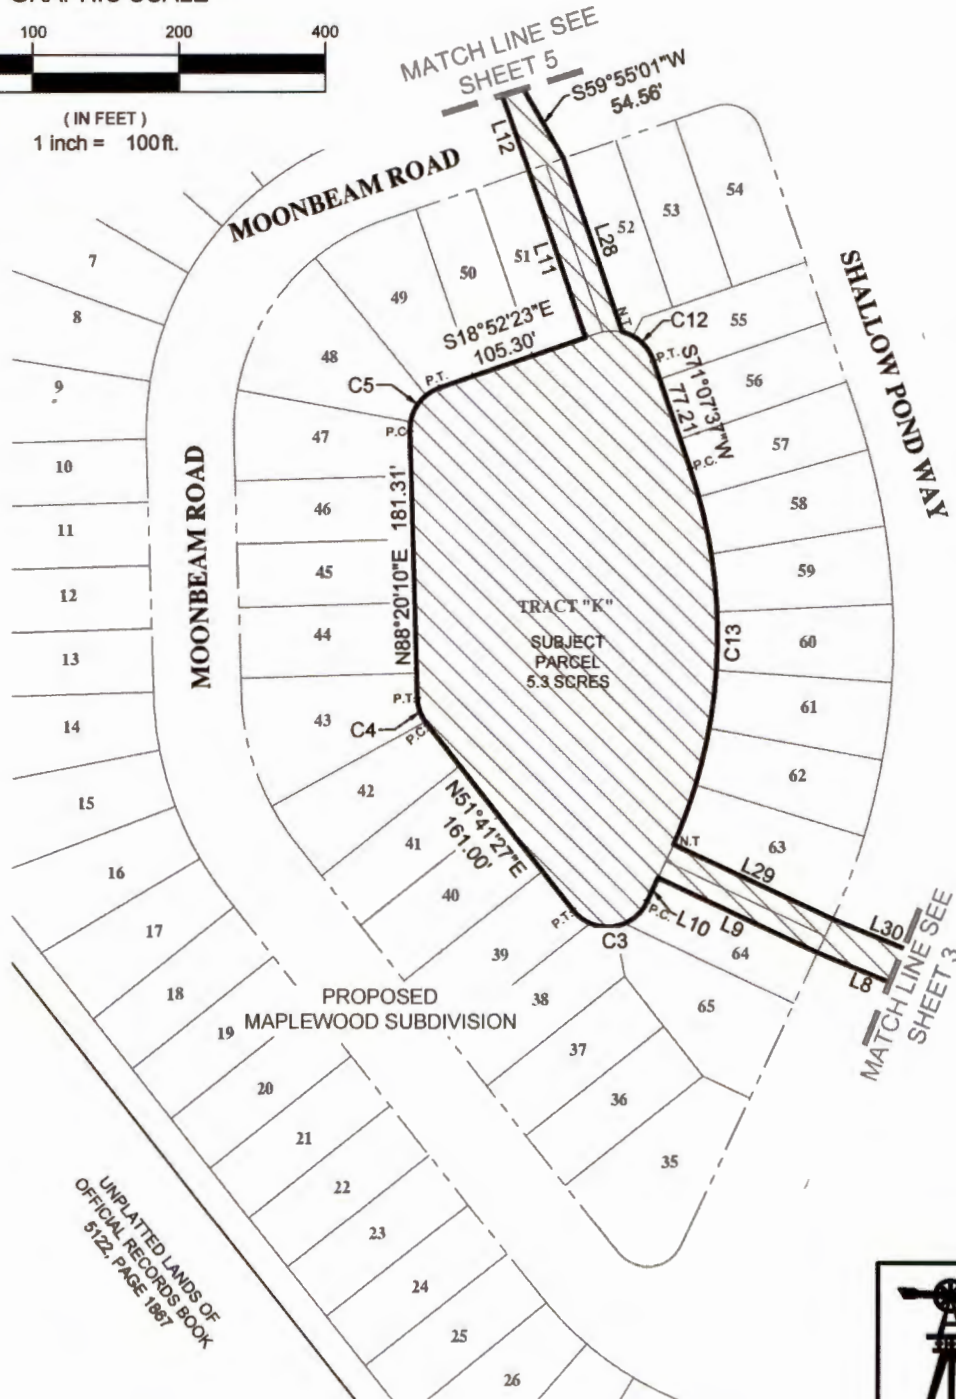 GRAPHIC SCALE
100 200 400
( IN FEET )
1 inch = 100 ft.
MATCH LINE SEE
SHEET 5
S59°55'01"W
54.56'
L12
MOONBEAM ROAD
L11
L28
N.T
C12
54
53
52
51
50
49
48
7
8
9
10
11
12
13
14
15
16
17
18
19
20
21
22
23
24
25
26
S18°52'23"E
105.30'
C5
P.T.
P.C.
P.T.
S71°07'37"W
77.21'
P.C.
55
56
57
58
59
60
61
62
63
64
65
SHALLOW POND WAY
MOONBEAM ROAD
47
46
45
44
43
42
41
40
39
38
37
36
35
N88°20'10"E 181.31'
TRACT "K"
SUBJECT
PARCEL
5.3 SCRES
C13
P.T.
C4
P.C.
N51°41'27"E
161.00'
N.T
L29
L30
P.T.
C3
P.C.
L10
L9
L8
MATCH LINE SEE
SHEET 3
PROPOSED
MAPLEWOOD SUBDIVISION
UNPLATTED LANDS OF
OFFICIAL RECORDS BOOK
5122, PAGE 1867